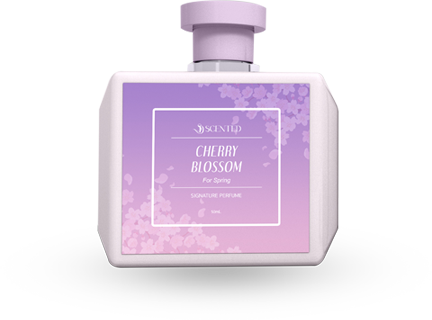 SCENTED
CHERRY
BLOSSOM
For Spring
SIGNATURE PERFUME